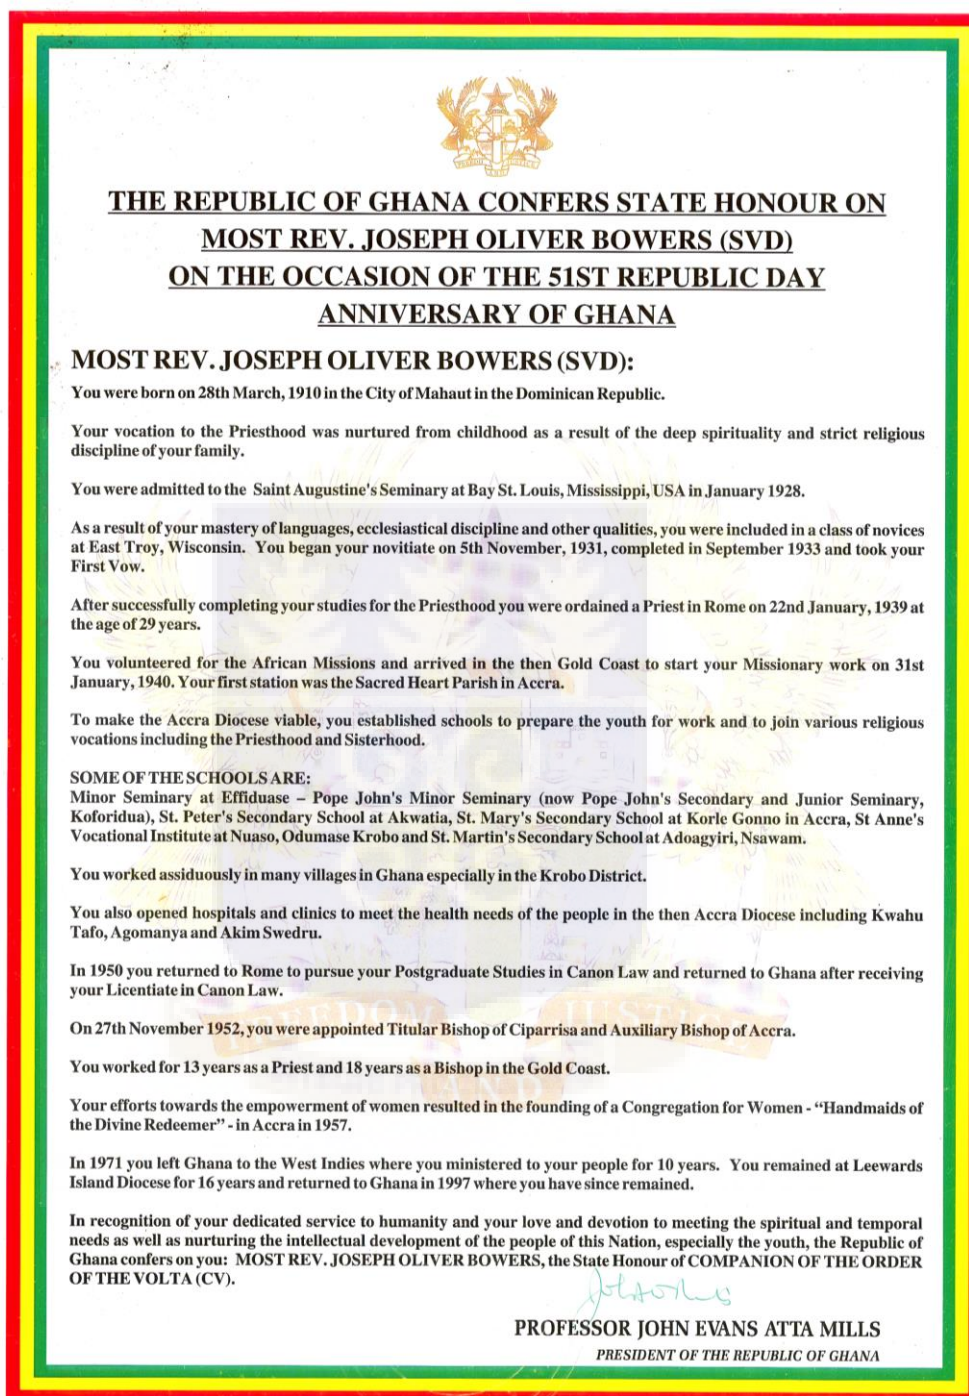 THE REPUBLIC OF GHANA CONFERS STATE HONOUR ON
MOST REV. JOSEPH OLIVER BOWERS (SVD)
ON THE OCCASION OF THE 51ST REPUBLIC DAY
ANNIVERSARY OF GHANA
MOST REV. JOSEPH OLIVER BOWERS (SVD):
You were born on 28th March, 1910 in the City of Mahaut in the Dominican Republic.
Your vocation to the Priesthood was nurtured from childhood as a result of the deep spirituality and strict religious
discipline of your family.
You were admitted to the Saint Augustine's Seminary at Bay St. Louis, Mississippi, USA in January 1928.
As a result of your mastery of languages, ecclesiastical discipline and other qualities, you were included in a class of novices
at East Troy, Wisconsin. You began your novitiate on 5th November, 1931, completed in September 1933 and took your
First Vow.
After successfully completing your studies for the Priesthood you were ordained a Priest in Rome on 22nd January, 1939 at
the age of 29 years.
You volunteered for the African Missions and arrived in the then Gold Coast to start your Missionary work on 31st
January, 1940. Your first station was the Sacred Heart Parish in Accra.
To make the Accra Diocese viable, you established schools to prepare the youth for work and to join various religious
vocations including the Priesthood and Sisterhood.
SOME OF THE SCHOOLS ARE:
Minor Seminary at Effiduase – Pope John's Minor Seminary (now Pope John's Secondary and Junior Seminary,
Koforidua), St. Peter's Secondary School at Akwatia, St. Mary's Secondary School at Korle Gonno in Accra, St Anne's
Vocational Institute at Nuaso, Odumase Krobo and St. Martin's Secondary School at Adoagyiri, Nsawam.
You worked assiduously in many villages in Ghana especially in the Krobo District.
You also opened hospitals and clinics to meet the health needs of the people in the then Accra Diocese including Kwahu
Tafo, Agomanya and Akim Swedru.
In 1950 you returned to Rome to pursue your Postgraduate Studies in Canon Law and returned to Ghana after receiving
your Licentiate in Canon Law.
FREEDOM JUSTICE
On 27th November 1952, you were appointed Titular Bishop of Ciparrisa and Auxiliary Bishop of Accra.
You worked for 13 years as a Priest and 18 years as a Bishop in the Gold Coast.
AND
Your efforts towards the empowerment of women resulted in the founding of a Congregation for Women - “Handmaids of
the Divine Redeemer” - in Accra in 1957.
In 1971 you left Ghana to the West Indies where you ministered to your people for 10 years. You remained at Leewards
Island Diocese for 16 years and returned to Ghana in 1997 where you have since remained.
In recognition of your dedicated service to humanity and your love and devotion to meeting the spiritual and temporal
needs as well as nurturing the intellectual development of the people of this Nation, especially the youth, the Republic of
Ghana confers on you: MOST REV. JOSEPH OLIVER BOWERS, the State Honour of COMPANION OF THE ORDER
OF THE VOLTA (CV).
PROFESSOR JOHN EVANS ATTA MILLS
PRESIDENT OF THE REPUBLIC OF GHANA